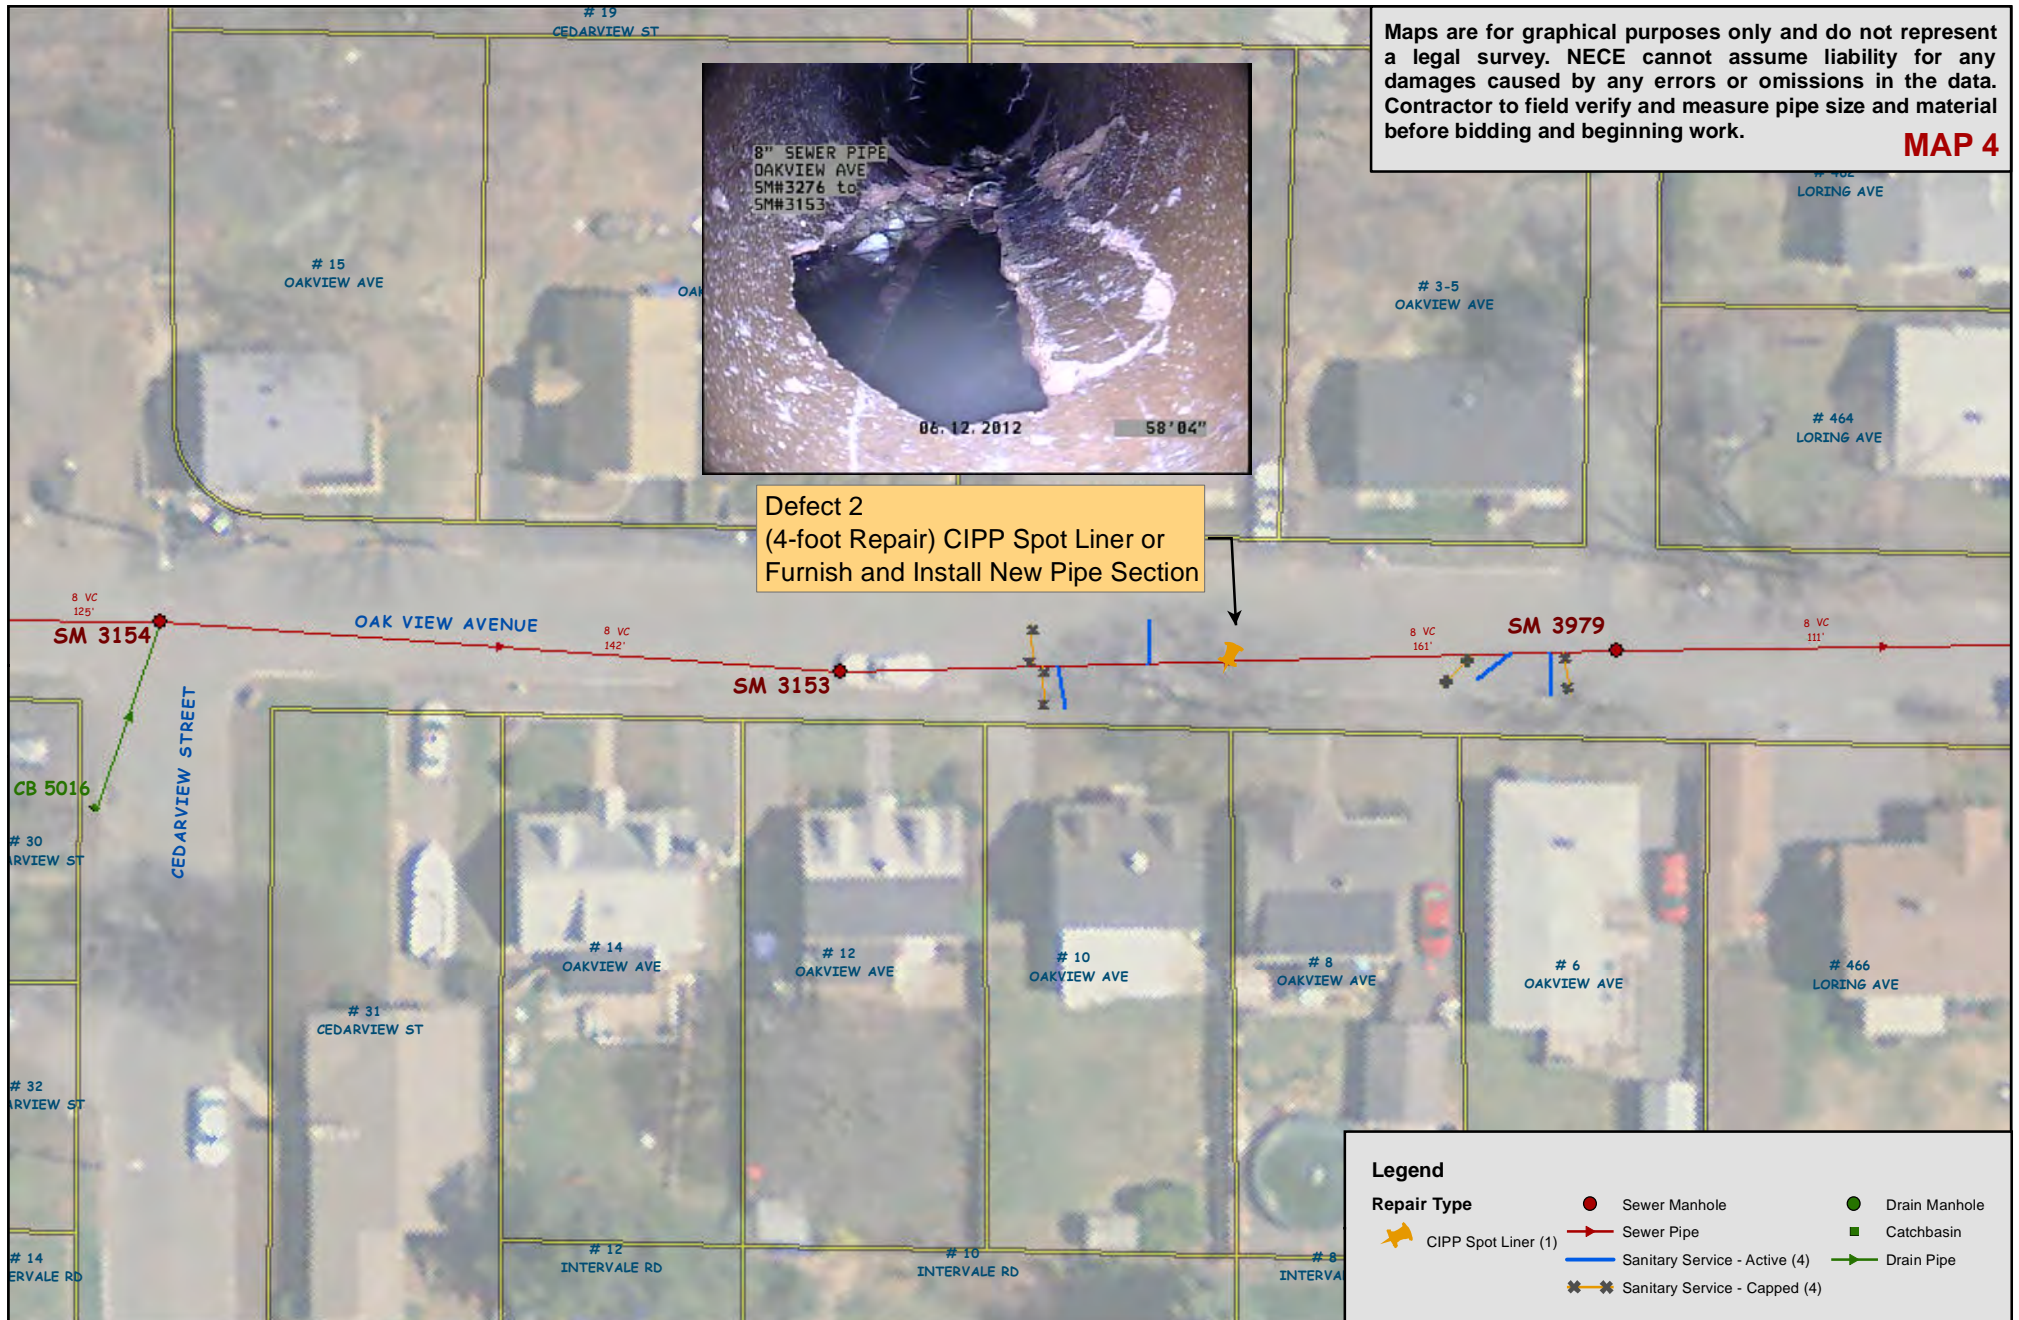 # 19
CEDARVIEW ST
Maps are for graphical purposes only and do not represent
a legal survey. NECE cannot assume liability for any
damages caused by any errors or omissions in the data.
Contractor to field verify and measure pipe size and material
before bidding and beginning work.
MAP 4
LORING AVE
8" SEWER PIPE
OAKVIEW AVE
SM#3276 to
SM#3153
06.12.2012
58'04"
# 15
OAKVIEW AVE
# 3-5
OAKVIEW AVE
# 464
LORING AVE
Defect 2
(4-foot Repair) CIPP Spot Liner or
Furnish and Install New Pipe Section
8 VC
125'
SM 3154
OAK VIEW AVENUE
8 VC
142'
SM 3153
8 VC
161'
SM 3979
8 VC
111'
CEDARVIEW STREET
CB 5016
# 30
ARVIEW ST
# 14
OAKVIEW AVE
# 12
OAKVIEW AVE
# 10
OAKVIEW AVE
# 8
OAKVIEW AVE
# 6
OAKVIEW AVE
# 466
LORING AVE
# 31
CEDARVIEW ST
# 32
ARVIEW ST
# 14
ERVALE RD
# 12
INTERVALE RD
# 10
INTERVALE RD
# 8
INTERVA
Legend
Repair Type
CIPP Spot Liner (1)
Sewer Manhole
Sewer Pipe
Sanitary Service - Active (4)
Sanitary Service - Capped (4)
Drain Manhole
Catchbasin
Drain Pipe